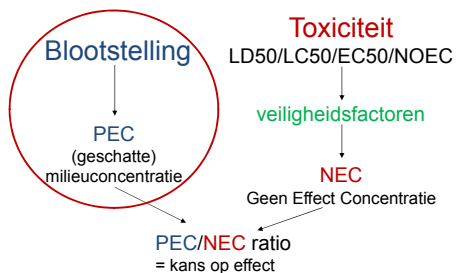 Blootstelling
PEC
(geschatte)
milieuconcentratie
Toxiciteit
LD50/LC50/EC50/NOEC
veiligheidsfactoren
NEC
Geen Effect Concentratie
PEC/NEC ratio
= kans op effect